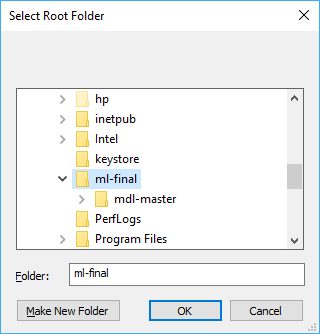 Select Root Folder
hp
inetpub
Intel
keystore
ml-final
mdl-master
PerfLogs
Program Files
Folder: ml-final
Make New Folder OK Cancel